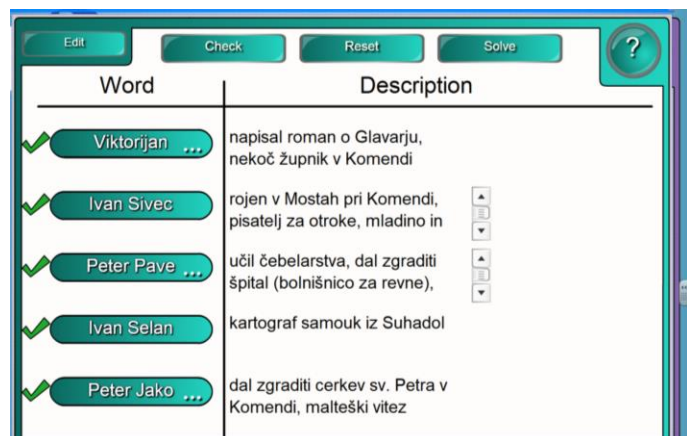 Edit
Check
Reset
Solve
?
Word
Description
Viktorijan ...
napisal roman o Glavarju,
nekoč župnik v Komendi
Ivan Sivec
rojen v Mostah pri Komendi,
pisatelj za otroke, mladino in
Peter Pave ...
učil čebelarstva, dal zgraditi
špital (bolnišnico za revne),
Ivan Selan
kartograf samouk iz Suhadol
Peter Jako ...
dal zgraditi cerkev sv. Petra v
Komendi, malteški vitez